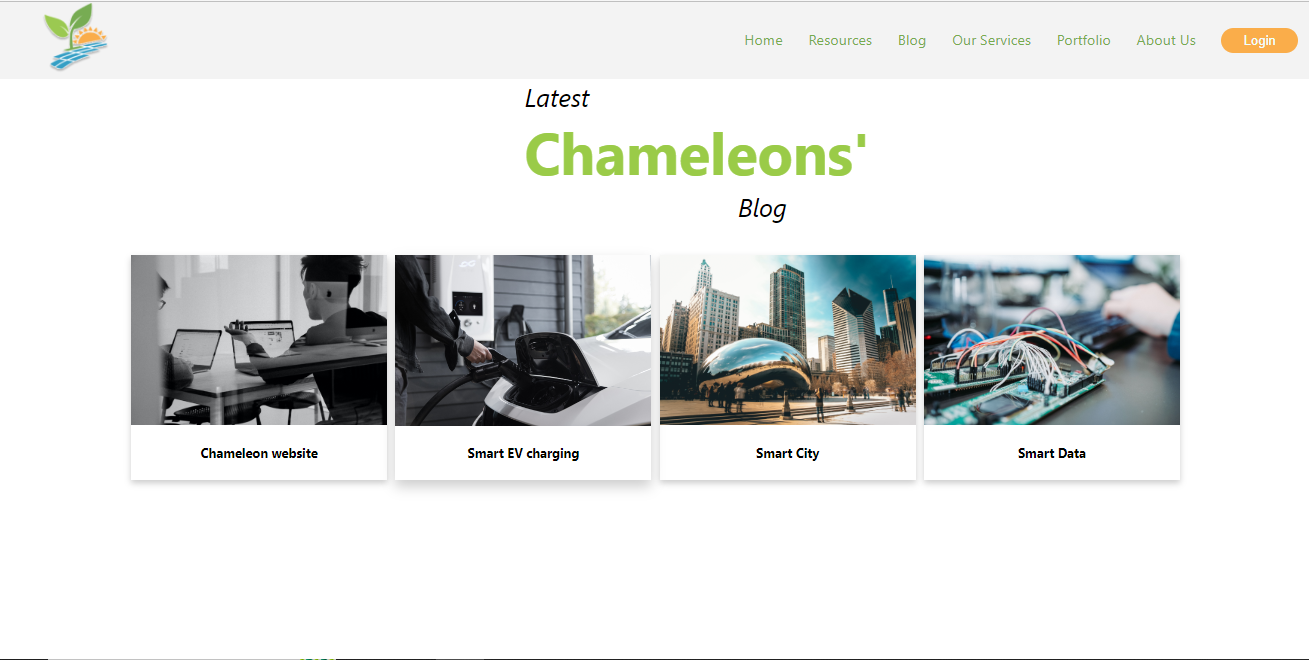 Home Resources Blog Our Services Portfolio About Us Login
Latest
Chameleons'
Blog
Chameleon website Smart EV charging Smart City Smart Data